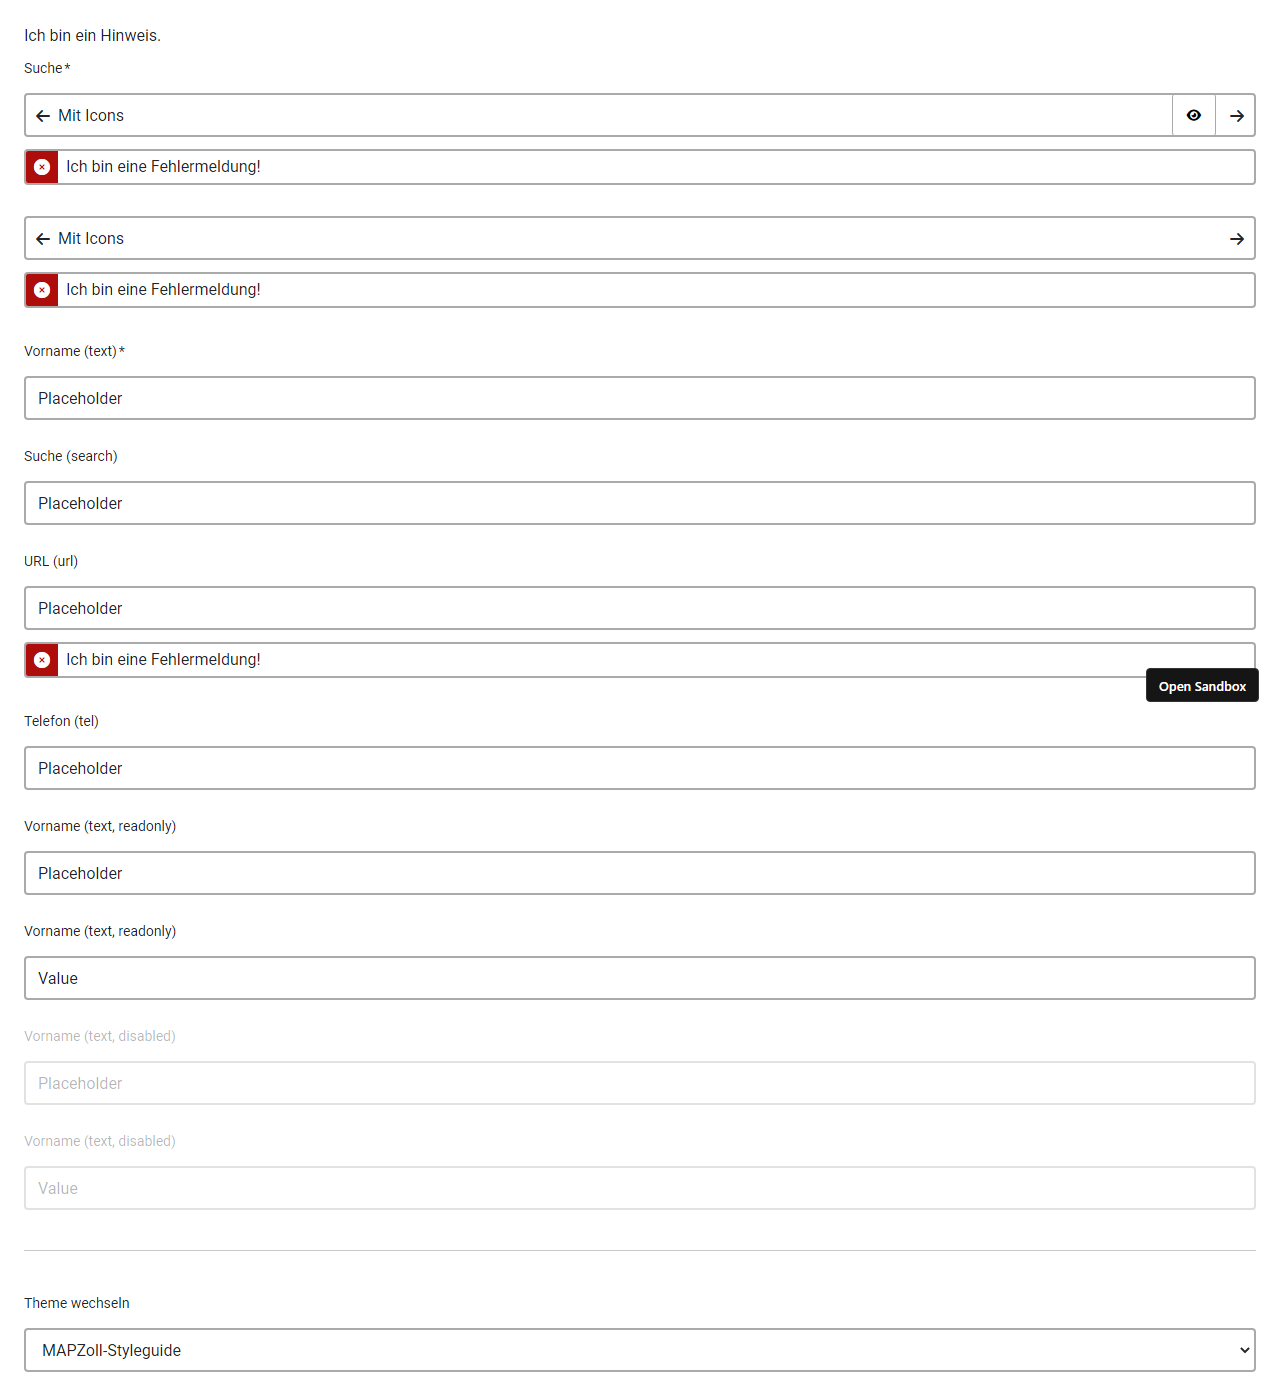 Ich bin ein Hinweis.
Suche*
Mit Icons
Ich bin eine Fehlermeldung!
Mit Icons
Ich bin eine Fehlermeldung!
Vorname (text)*
Placeholder
Suche (search)
Placeholder
URL (url)
Placeholder
Ich bin eine Fehlermeldung!
Open Sandbox
Telefon (tel)
Placeholder
Vorname (text, readonly)
Placeholder
Vorname (text, readonly)
Value
Vorname (text, disabled)
Placeholder
Vorname (text, disabled)
Value
Theme wechseln
MAPZoll-Styleguide